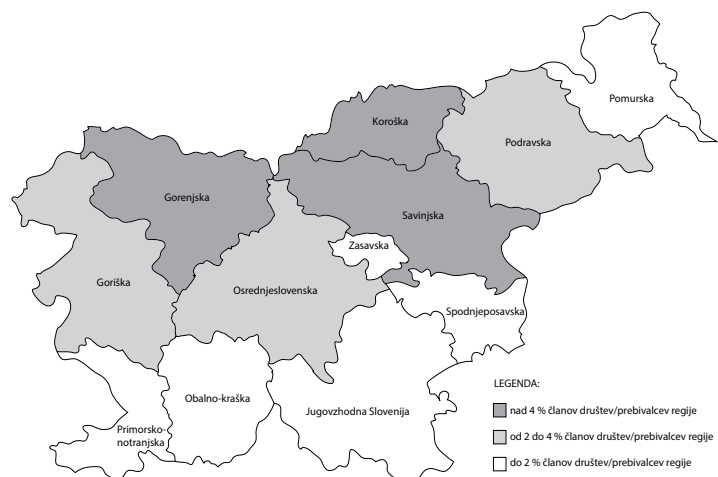 Pomurska
Koroška
Podravska
Gorenjska
Savinjska
Zasavska
Goriška
Osrednjeslovenska
Spodnjeposavska
Obalno-kraška
Jugovzhodna Slovenija
Primorsko-
notranjska
LEGENDA:
nad 4 % članov društev/prebivalcev regije
od 2 do 4 % članov društev/prebivalcev regije
do 2 % članov društev/prebivalcev regije